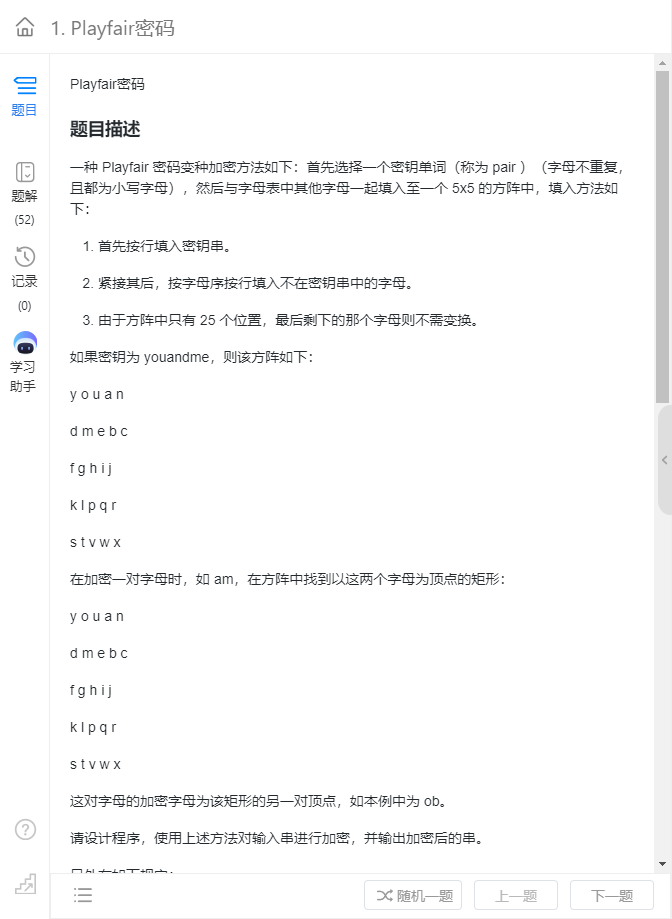 1. Playfair密码
题目
题解
(52)
记录
(0)
学习
助手
Playfair密码
题目描述
一种 Playfair 密码变种加密方法如下：首先选择一个密钥单词（称为 pair ）（字母不重复，
且都为小写字母），然后与字母表中其他字母一起填入至一个 5x5 的方阵中，填入方法如
下：
1. 首先按行填入密钥串。
2. 紧接其后，按字母序按行填入不在密钥串中的字母。
3. 由于方阵中只有 25 个位置，最后剩下的那个字母则不需变换。
如果密钥为 youandme，则该方阵如下：
y o u a n
d m e b c
f g h i j
k l p q r
s t v w x
在加密一对字母时，如 am，在方阵中找到以这两个字母为顶点的矩形：
y o u a n
d m e b c
f g h i j
k l p q r
s t v w x
这对字母的加密字母为该矩形的另一对顶点，如本例中为 ob。
请设计程序，使用上述方法对输入串进行加密，并输出加密后的串。
随机一题
上一题
下一题